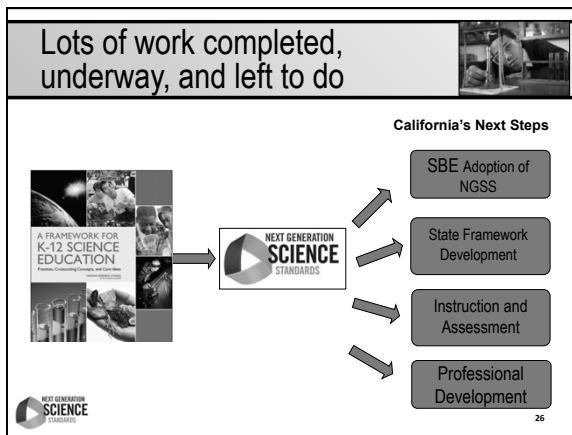 Lots of work completed,
underway, and left to do
California's Next Steps
A FRAMEWORK FOR
K-12 SCIENCE
EDUCATION
Practices, Crosscutting Concepts, and Core Ideas
NEXT GENERATION
SCIENCE
STANDARDS
SBE Adoption of
NGSS
State Framework
Development
Instruction and
Assessment
Professional
Development
NEXT GENERATION
SCIENCE
STANDARDS
26